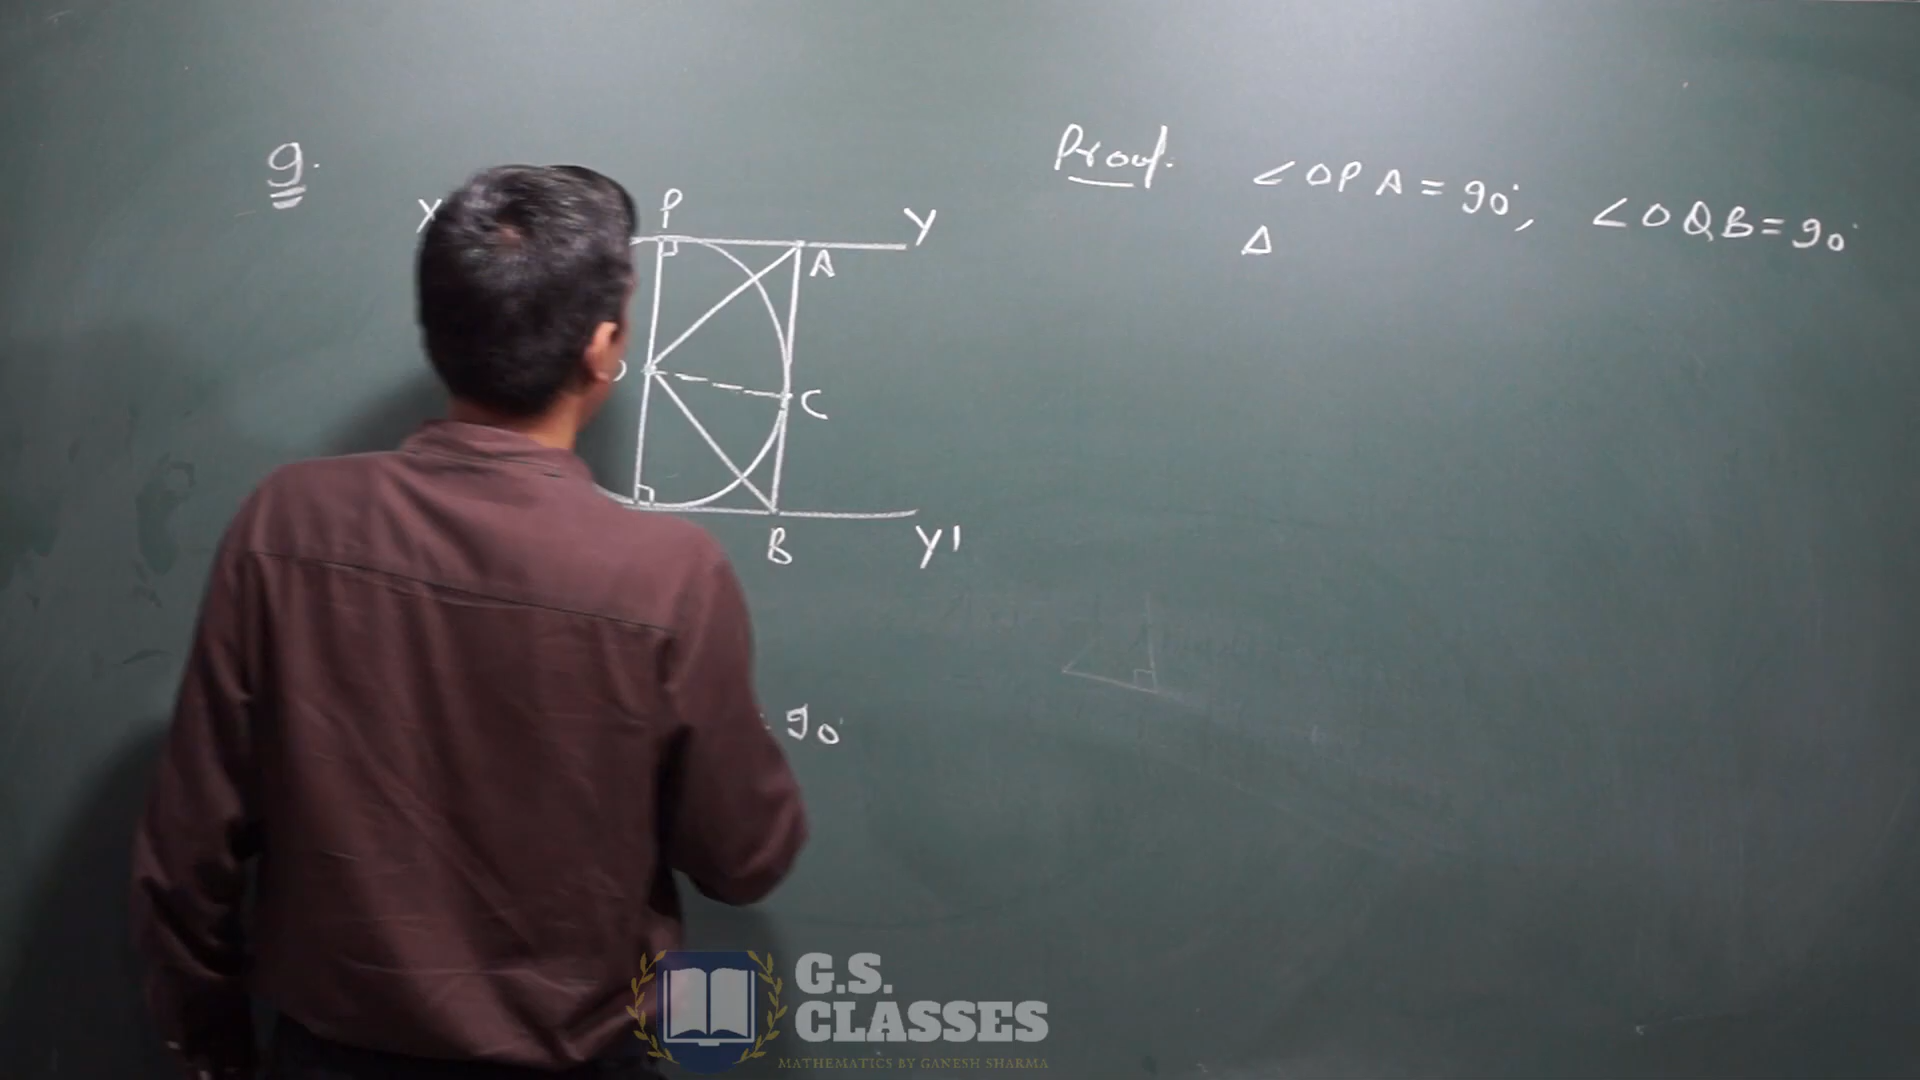 9.
Proof. ∠OPA = 90°, ∠OQB = 90°
Δ
X P Y
A
O
C
B Y'
= 90°
G.S.
CLASSES
MATHEMATICS BY GANESH SHARMA